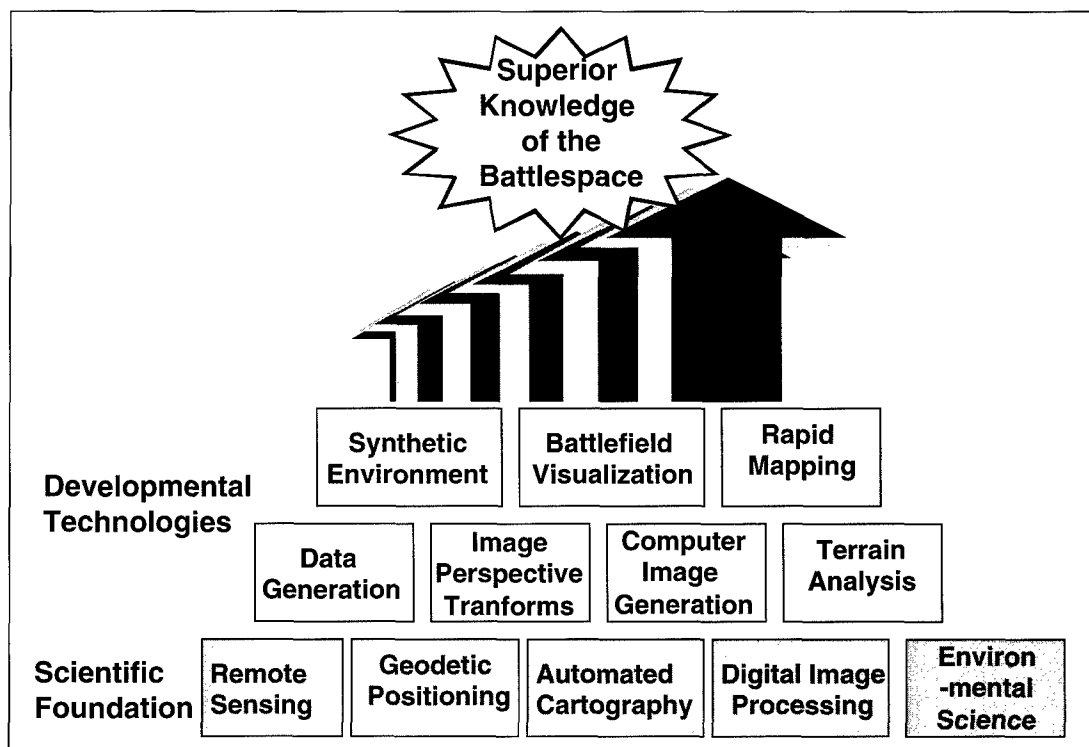 Superior
Knowledge
of the
Battlespace
Synthetic
Environment
Battlefield
Visualization
Rapid
Mapping
Developmental
Technologies
Data
Generation
Image
Perspective
Tranforms
Computer
Image
Generation
Terrain
Analysis
Scientific
Foundation
Remote
Sensing
Geodetic
Positioning
Automated
Cartography
Digital Image
Processing
Environ
-mental
Science